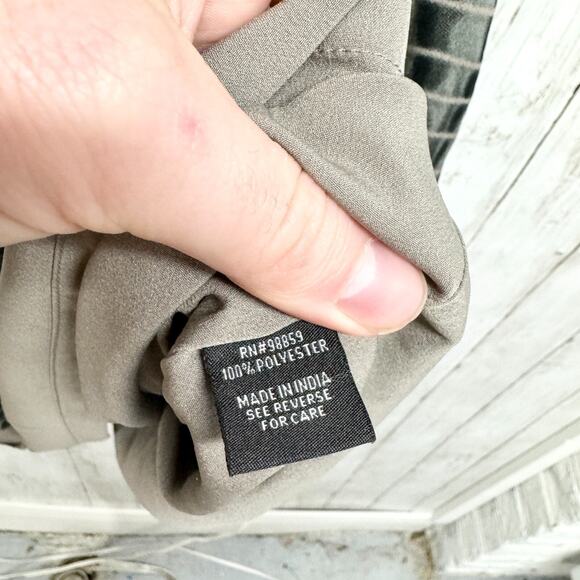 RN#98859
100% POLYESTER
MADE IN INDIA
SEE REVERSE
FOR CARE